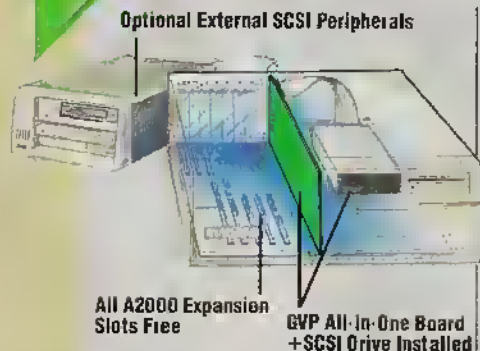 Optional External SCSI Peripherals
All A2000 Expansion
Slots Free
GVP All-In-One Board
+SCSI Drive Installed